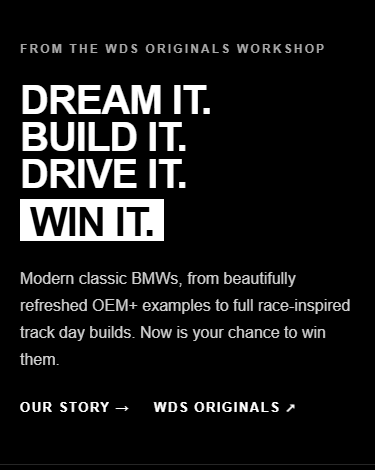 FROM THE WDS ORIGINALS WORKSHOP
DREAM IT.
BUILD IT.
DRIVE IT.
WIN IT.
Modern classic BMWs, from beautifully
refreshed OEM+ examples to full race-inspired
track day builds. Now is your chance to win
them.
OUR STORY → WDS ORIGINALS ↗